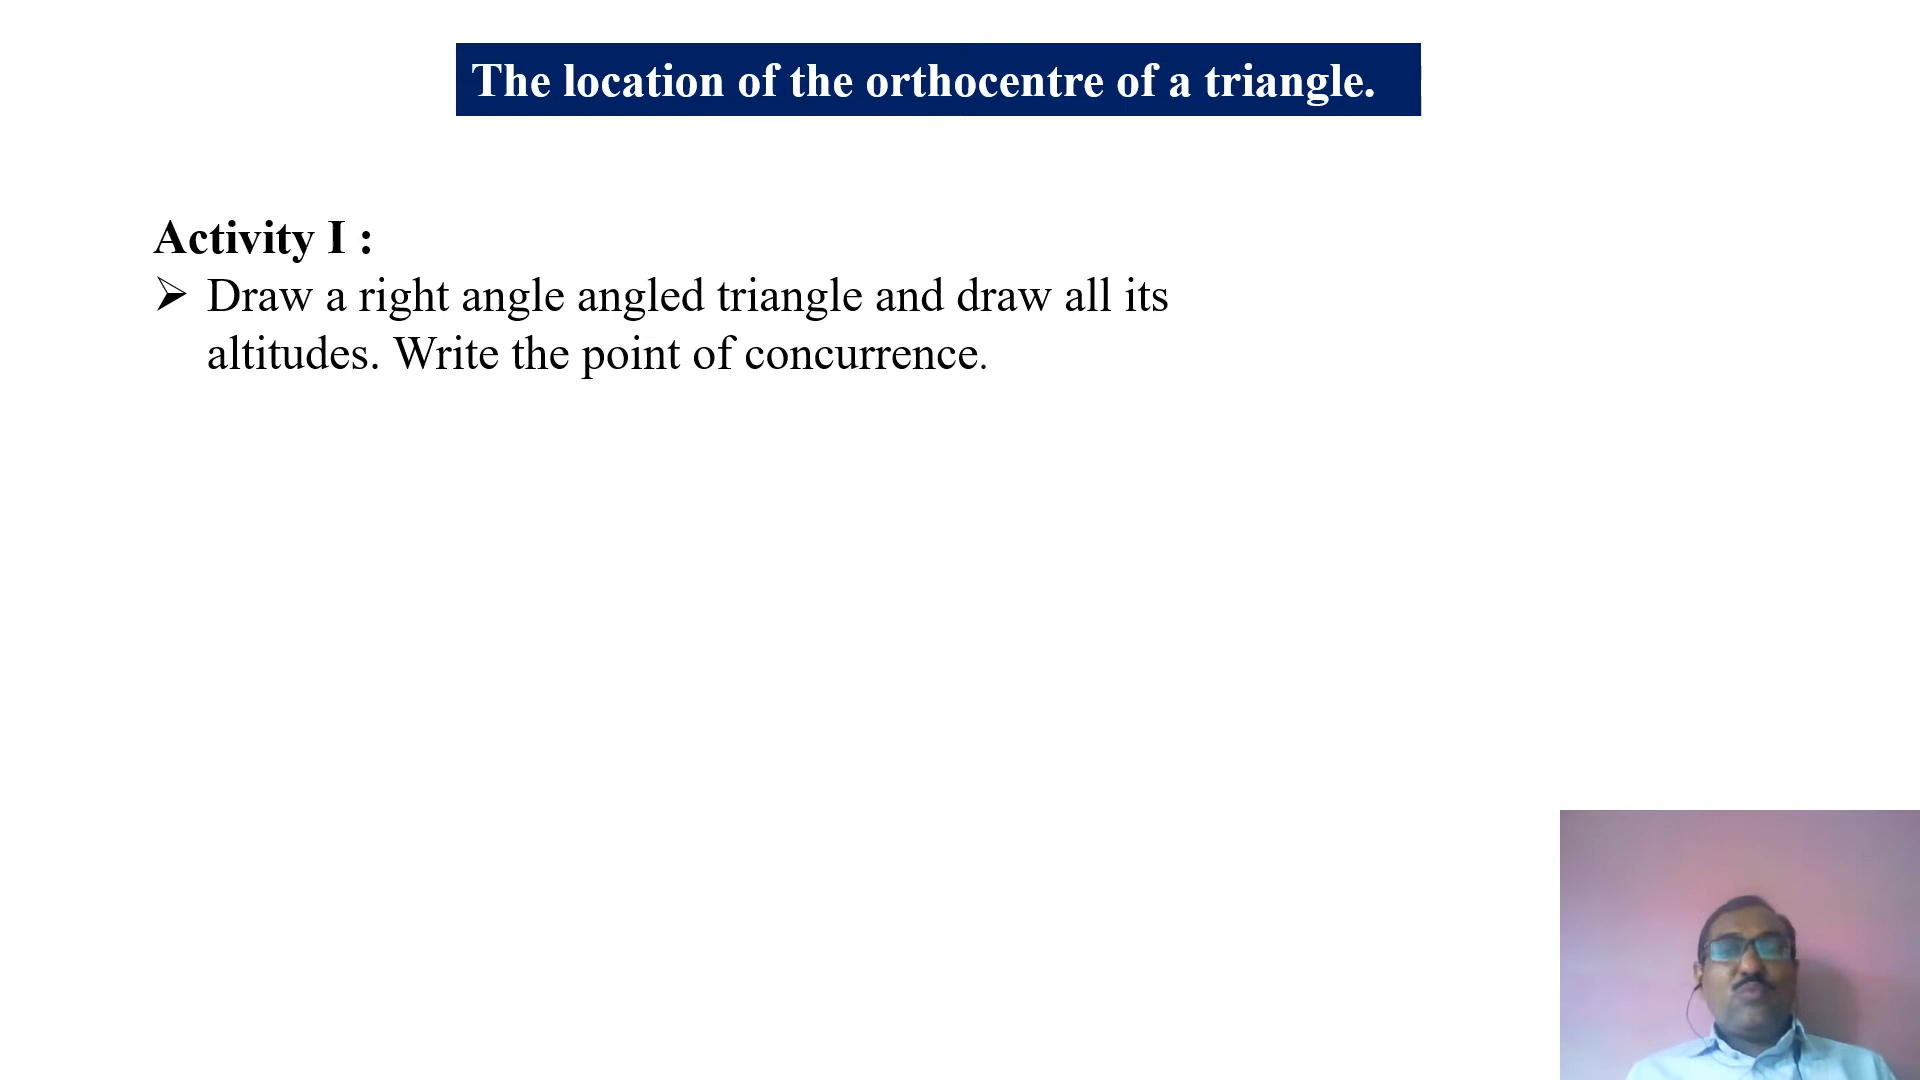 The location of the orthocentre of a triangle.
Activity I :
➢ Draw a right angle angled triangle and draw all its
altitudes. Write the point of concurrence.